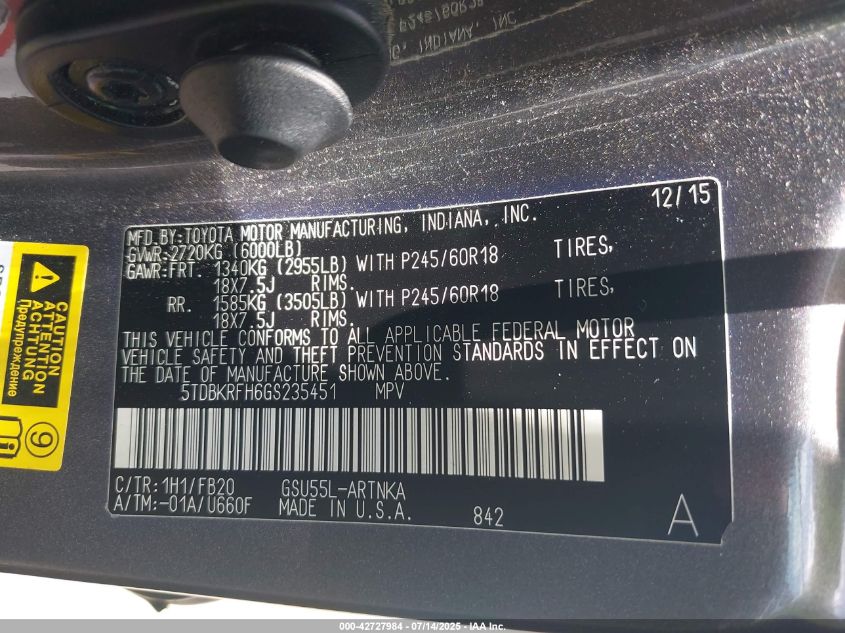 12/15
MFD.BY:TOYOTA MOTOR MANUFACTURING, INDIANA, INC.
GVWR:2720KG (6000LB)
GAWR:FRT. 1340KG (2955LB) WITH P245/60R18 TIRES,
18X7.5J RIMS.
RR. 1585KG (3505LB) WITH P245/60R18 TIRES,
18X7.5J RIMS.
THIS VEHICLE CONFORMS TO ALL APPLICABLE FEDERAL MOTOR
VEHICLE SAFETY AND THEFT PREVENTION STANDARDS IN EFFECT ON
THE DATE OF MANUFACTURE SHOWN ABOVE.
5TDBKRFH6GS235451 MPV
C/TR:1H1/FB20 GSU55L-ARTNKA
A/TM:-01A/U660F MADE IN U.S.A. 842 A
CAUTION
ATTENTION
ACHTUNG
Предупреждение
9
000-42727984 - 07/14/2025 - IAAI.COM